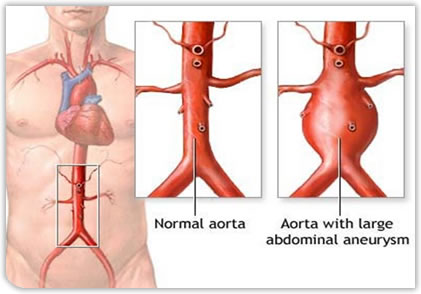 Normal aorta
Aorta with large
abdominal aneurysm